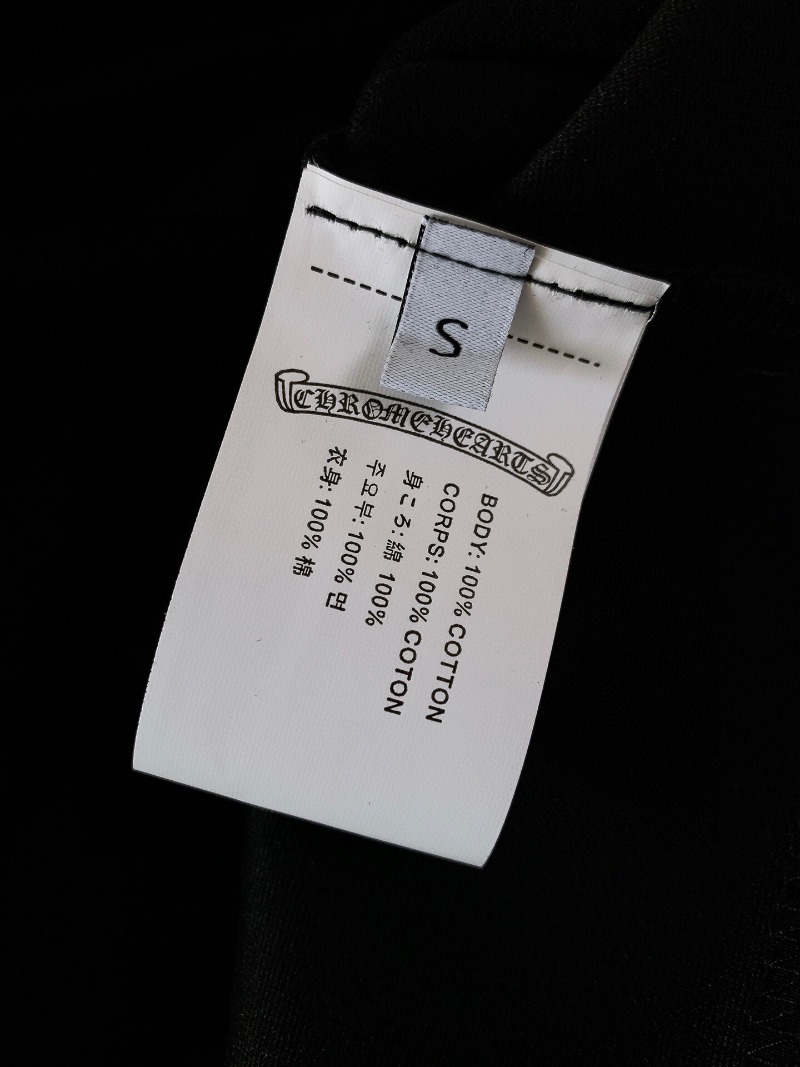 S
CHROMEHEARTS
BODY: 100% COTTON
CORPS: 100% COTON
身ころ: 綿 100%
주요부: 100% 면
衣身: 100% 棉